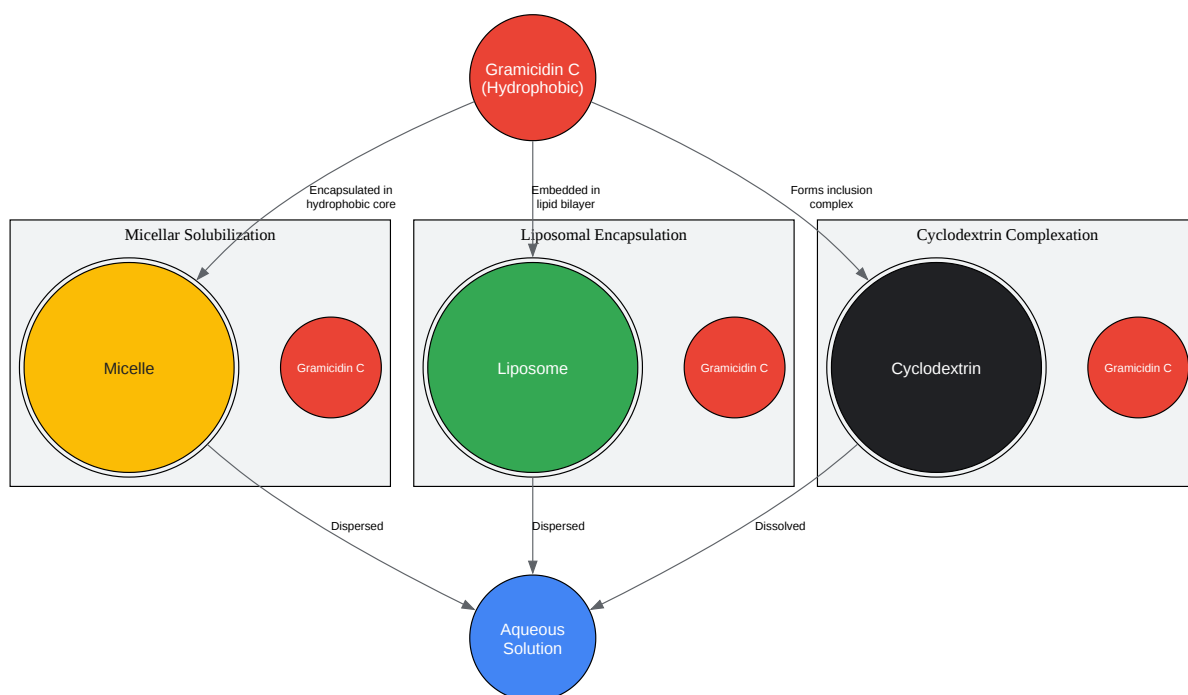 Gramicidin C
(Hydrophobic)
Encapsulated in
hydrophobic core
Embedded in
lipid bilayer
Forms inclusion
complex
Micellar Solubilization
Liposomal Encapsulation
Cyclodextrin Complexation
Micelle
Gramicidin C
Liposome
Gramicidin C
Cyclodextrin
Gramicidin C
Dispersed
Dispersed
Dissolved
Aqueous
Solution